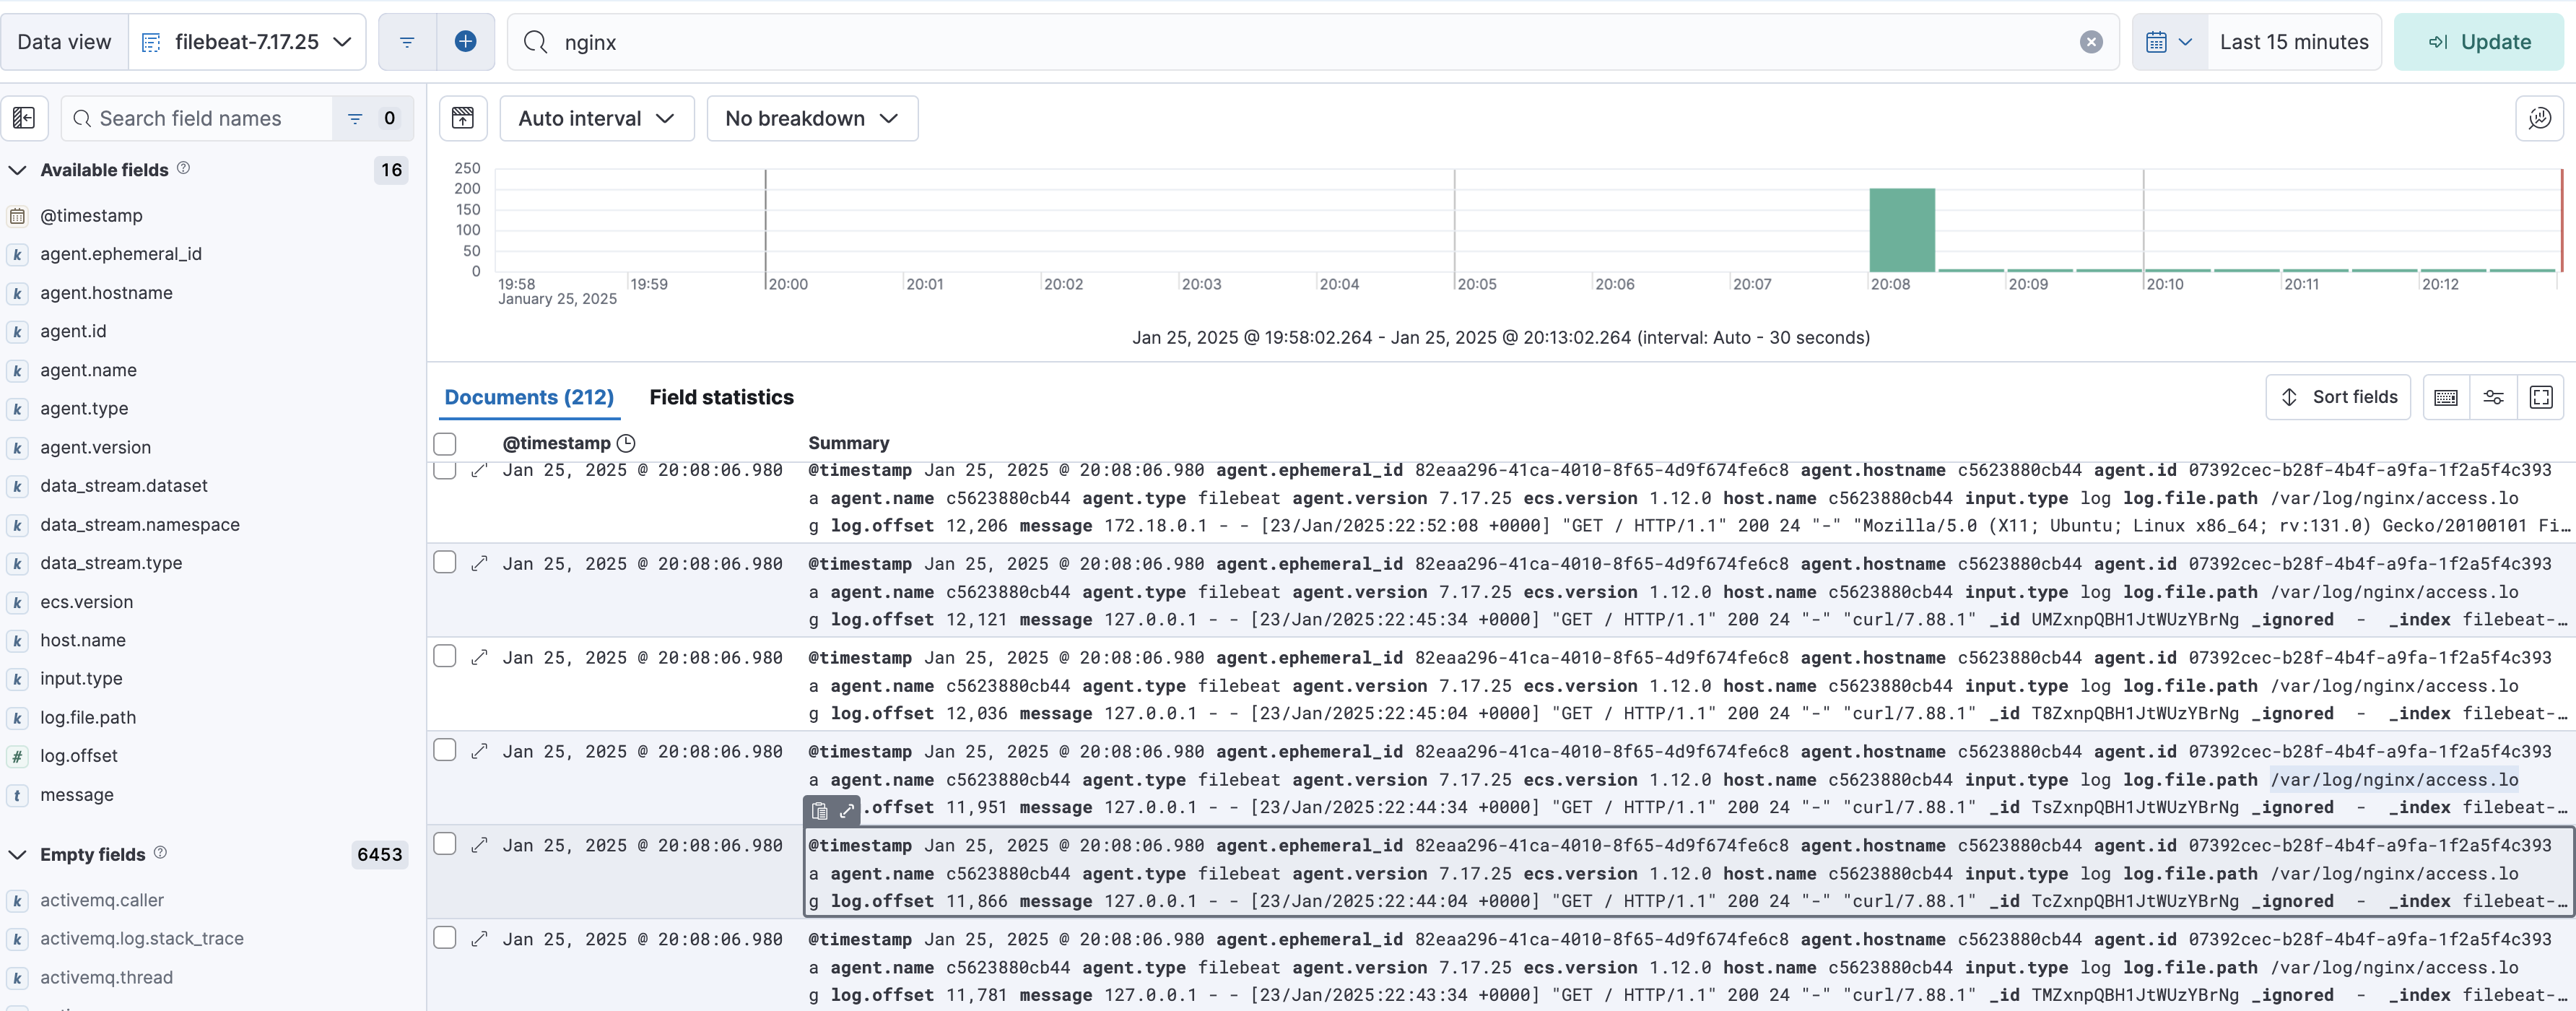 Data view filebeat-7.17.25 nginx Last 15 minutes Update
Search field names 0 Auto interval No breakdown
Available fields 16
@timestamp
k agent.ephemeral_id
k agent.hostname
k agent.id
k agent.name
k agent.type
k agent.version
k data_stream.dataset
k data_stream.namespace
k data_stream.type
k ecs.version
k host.name
k input.type
k log.file.path
# log.offset
t message
Empty fields 6453
k activemq.caller
k activemq.log.stack_trace
k activemq.thread
250
200
150
100
50
0
19:58 19:59 20:00 20:01 20:02 20:03 20:04 20:05 20:06 20:07 20:08 20:09 20:10 20:11 20:12
January 25, 2025
Jan 25, 2025 @ 19:58:02.264 - Jan 25, 2025 @ 20:13:02.264 (interval: Auto - 30 seconds)
Documents (212) Field statistics Sort fields
@timestamp Summary
Jan 25, 2025 @ 20:08:06.980 @timestamp Jan 25, 2025 @ 20:08:06.980 agent.ephemeral_id 82eaa296-41ca-4010-8f65-4d9f674fe6c8 agent.hostname c5623880cb44 agent.id 07392cec-b28f-4b4f-a9fa-1f2a5f4c393
a agent.name c5623880cb44 agent.type filebeat agent.version 7.17.25 ecs.version 1.12.0 host.name c5623880cb44 input.type log log.file.path /var/log/nginx/access.lo
g log.offset 12,206 message 172.18.0.1 - - [23/Jan/2025:22:52:08 +0000] "GET / HTTP/1.1" 200 24 "-" "Mozilla/5.0 (X11; Ubuntu; Linux x86_64; rv:131.0) Gecko/20100101 Fi…
Jan 25, 2025 @ 20:08:06.980 @timestamp Jan 25, 2025 @ 20:08:06.980 agent.ephemeral_id 82eaa296-41ca-4010-8f65-4d9f674fe6c8 agent.hostname c5623880cb44 agent.id 07392cec-b28f-4b4f-a9fa-1f2a5f4c393
a agent.name c5623880cb44 agent.type filebeat agent.version 7.17.25 ecs.version 1.12.0 host.name c5623880cb44 input.type log log.file.path /var/log/nginx/access.lo
g log.offset 12,121 message 127.0.0.1 - - [23/Jan/2025:22:45:34 +0000] "GET / HTTP/1.1" 200 24 "-" "curl/7.88.1" _id UMZxnpQBH1JtWUzYBrNg _ignored - _index filebeat-…
Jan 25, 2025 @ 20:08:06.980 @timestamp Jan 25, 2025 @ 20:08:06.980 agent.ephemeral_id 82eaa296-41ca-4010-8f65-4d9f674fe6c8 agent.hostname c5623880cb44 agent.id 07392cec-b28f-4b4f-a9fa-1f2a5f4c393
a agent.name c5623880cb44 agent.type filebeat agent.version 7.17.25 ecs.version 1.12.0 host.name c5623880cb44 input.type log log.file.path /var/log/nginx/access.lo
g log.offset 12,036 message 127.0.0.1 - - [23/Jan/2025:22:45:04 +0000] "GET / HTTP/1.1" 200 24 "-" "curl/7.88.1" _id T8ZxnpQBH1JtWUzYBrNg _ignored - _index filebeat-…
Jan 25, 2025 @ 20:08:06.980 @timestamp Jan 25, 2025 @ 20:08:06.980 agent.ephemeral_id 82eaa296-41ca-4010-8f65-4d9f674fe6c8 agent.hostname c5623880cb44 agent.id 07392cec-b28f-4b4f-a9fa-1f2a5f4c393
a agent.name c5623880cb44 agent.type filebeat agent.version 7.17.25 ecs.version 1.12.0 host.name c5623880cb44 input.type log log.file.path /var/log/nginx/access.lo
.offset 11,951 message 127.0.0.1 - - [23/Jan/2025:22:44:34 +0000] "GET / HTTP/1.1" 200 24 "-" "curl/7.88.1" _id TsZxnpQBH1JtWUzYBrNg _ignored - _index filebeat-…
Jan 25, 2025 @ 20:08:06.980 @timestamp Jan 25, 2025 @ 20:08:06.980 agent.ephemeral_id 82eaa296-41ca-4010-8f65-4d9f674fe6c8 agent.hostname c5623880cb44 agent.id 07392cec-b28f-4b4f-a9fa-1f2a5f4c393
a agent.name c5623880cb44 agent.type filebeat agent.version 7.17.25 ecs.version 1.12.0 host.name c5623880cb44 input.type log log.file.path /var/log/nginx/access.lo
g log.offset 11,866 message 127.0.0.1 - - [23/Jan/2025:22:44:04 +0000] "GET / HTTP/1.1" 200 24 "-" "curl/7.88.1" _id TcZxnpQBH1JtWUzYBrNg _ignored - _index filebeat-…
Jan 25, 2025 @ 20:08:06.980 @timestamp Jan 25, 2025 @ 20:08:06.980 agent.ephemeral_id 82eaa296-41ca-4010-8f65-4d9f674fe6c8 agent.hostname c5623880cb44 agent.id 07392cec-b28f-4b4f-a9fa-1f2a5f4c393
a agent.name c5623880cb44 agent.type filebeat agent.version 7.17.25 ecs.version 1.12.0 host.name c5623880cb44 input.type log log.file.path /var/log/nginx/access.lo
g log.offset 11,781 message 127.0.0.1 - - [23/Jan/2025:22:43:34 +0000] "GET / HTTP/1.1" 200 24 "-" "curl/7.88.1" _id TMZxnpQBH1JtWUzYBrNg _ignored - _index filebeat-…